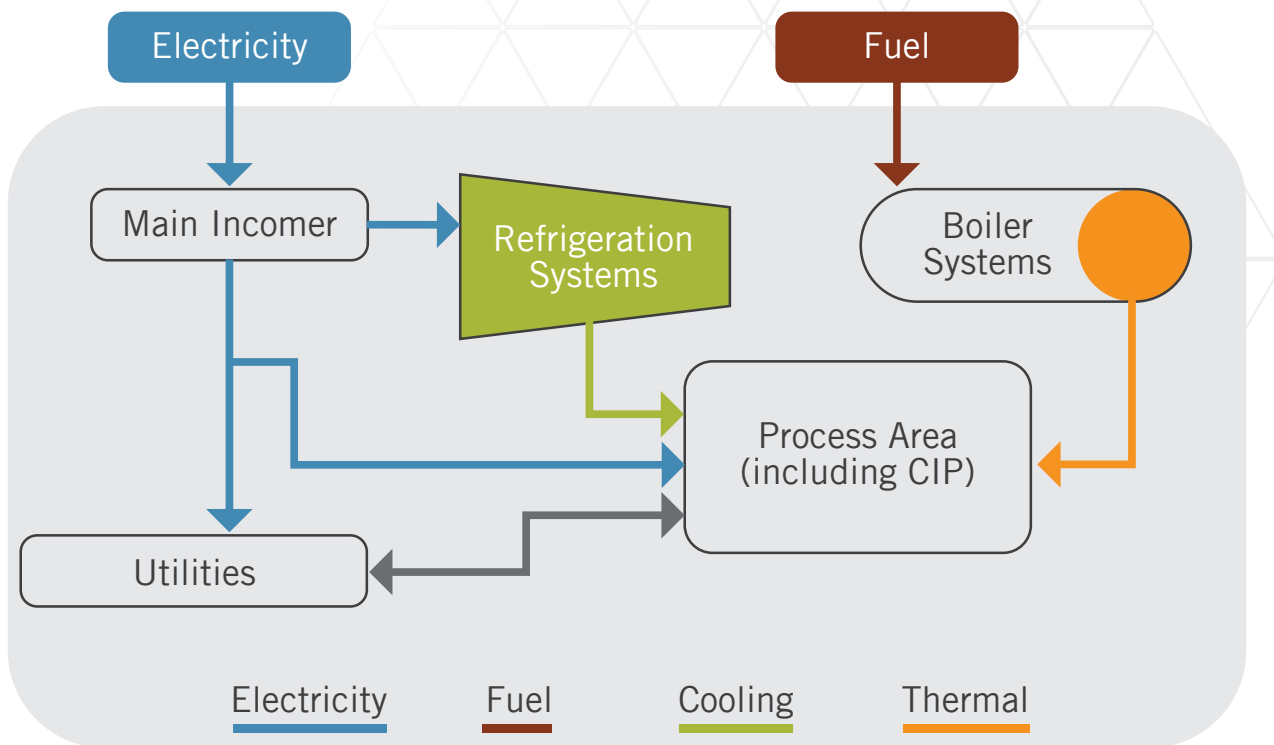 Electricity
Fuel
Main Incomer
Refrigeration
Systems
Boiler
Systems
Process Area
(including CIP)
Utilities
Electricity
Fuel
Cooling
Thermal